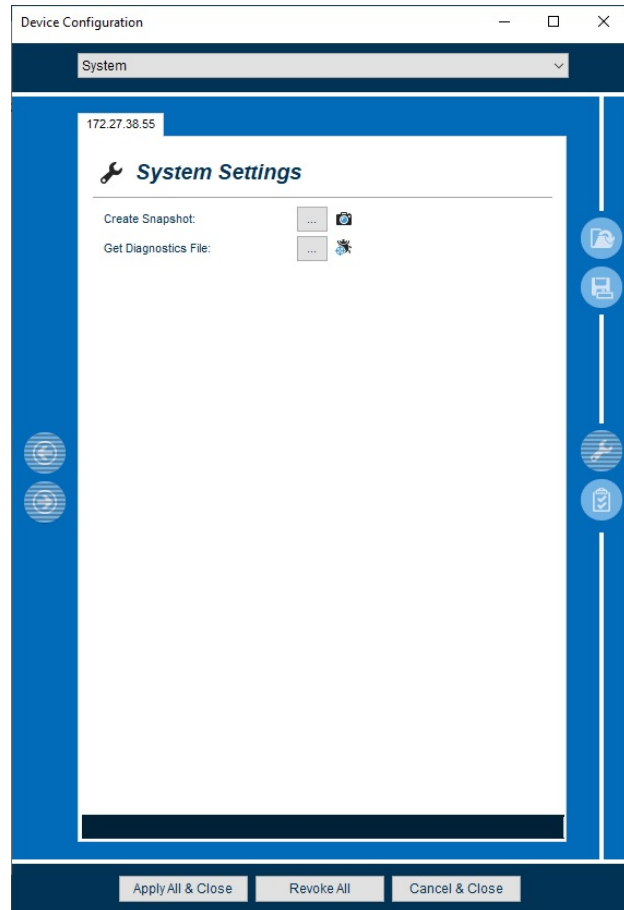 Device Configuration
System
172.27.38.55
System Settings
Create Snapshot: ...
Get Diagnostics File: ...
Apply All & Close Revoke All Cancel & Close